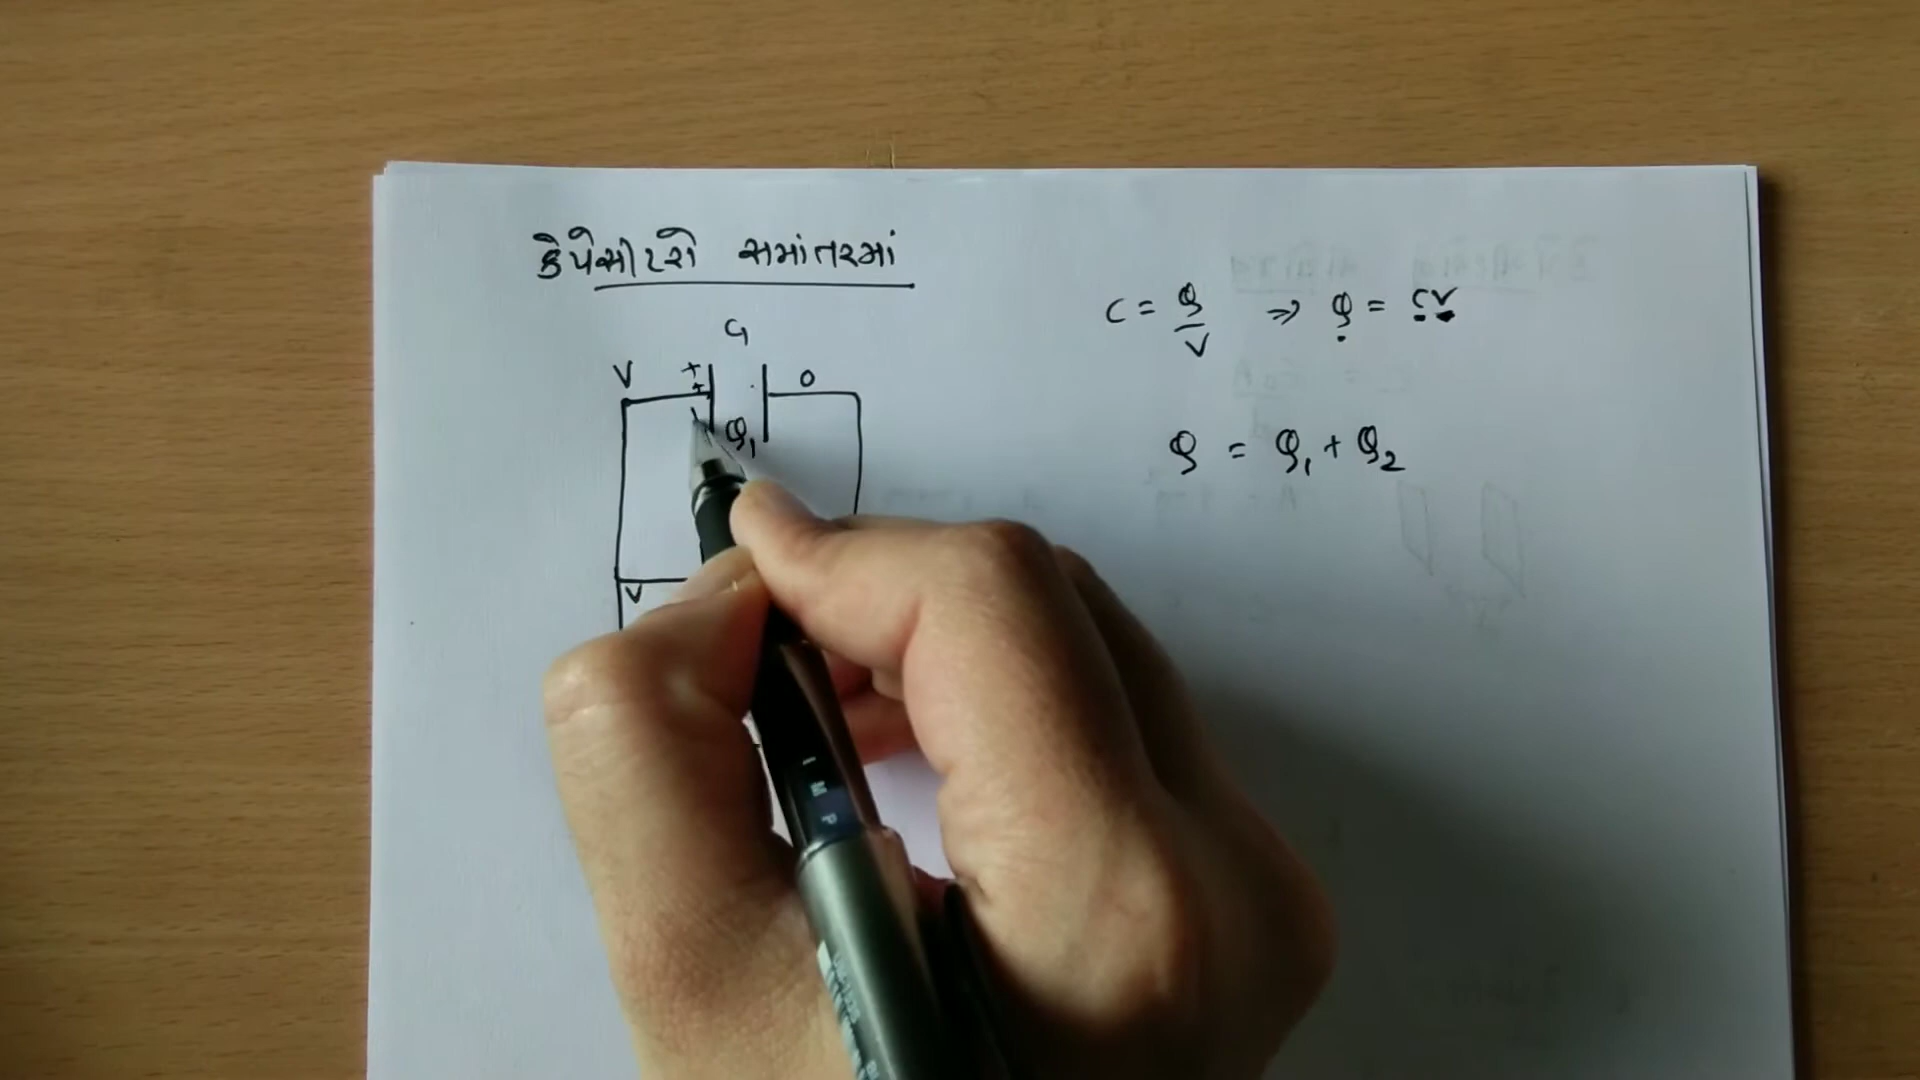 કેપેસીટરો સમાંતરમાં
C = Q/V ⇒ Q = CV
C₁
V ++ 0
Q₁
Q = Q₁ + Q₂
V
I M P